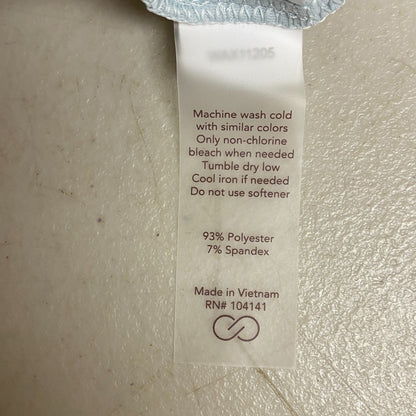 WAX11205
Machine wash cold
with similar colors
Only non-chlorine
bleach when needed
Tumble dry low
Cool iron if needed
Do not use softener
93% Polyester
7% Spandex
Made in Vietnam
RN# 104141